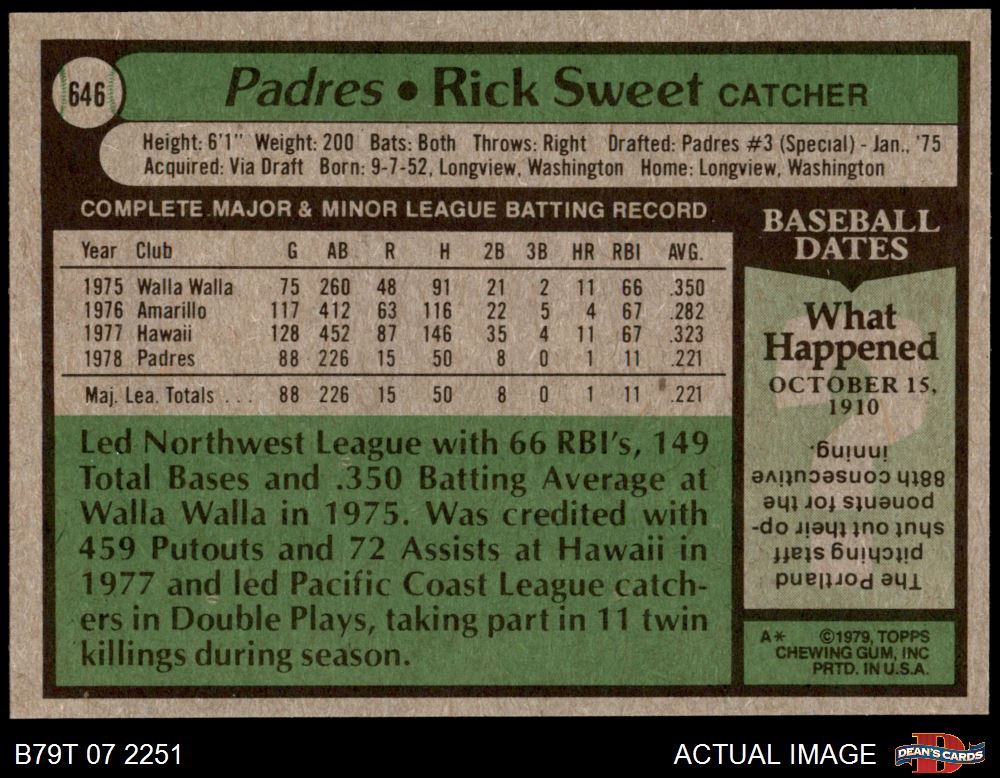 646
Padres • Rick Sweet CATCHER
Height: 6'1" Weight: 200 Bats: Both Throws: Right Drafted: Padres #3 (Special) - Jan., '75
Acquired: Via Draft Born: 9-7-52, Longview, Washington Home: Longview, Washington
COMPLETE MAJOR & MINOR LEAGUE BATTING RECORD
Year Club G AB R H 2B 3B HR RBI AVG.
1975 Walla Walla 75 260 48 91 21 2 11 66 .350
1976 Amarillo 117 412 63 116 22 5 4 67 .282
1977 Hawaii 128 452 87 146 35 4 11 67 .323
1978 Padres 88 226 15 50 8 0 1 11 .221
Maj. Lea. Totals . . . 88 226 15 50 8 0 1 11 .221
Led Northwest League with 66 RBI's, 149
Total Bases and .350 Batting Average at
Walla Walla in 1975. Was credited with
459 Putouts and 72 Assists at Hawaii in
1977 and led Pacific Coast League catch-
ers in Double Plays, taking part in 11 twin
killings during season.
BASEBALL
DATES
What
Happened
OCTOBER 15,
1910
The Portland
pitching staff
shut out their op-
ponents for the
88th consecutive
inning.
A* ©1979, TOPPS
CHEWING GUM, INC
PRTD. IN U.S.A.
B79T 07 2251
ACTUAL IMAGE
DEAN'S CARDS